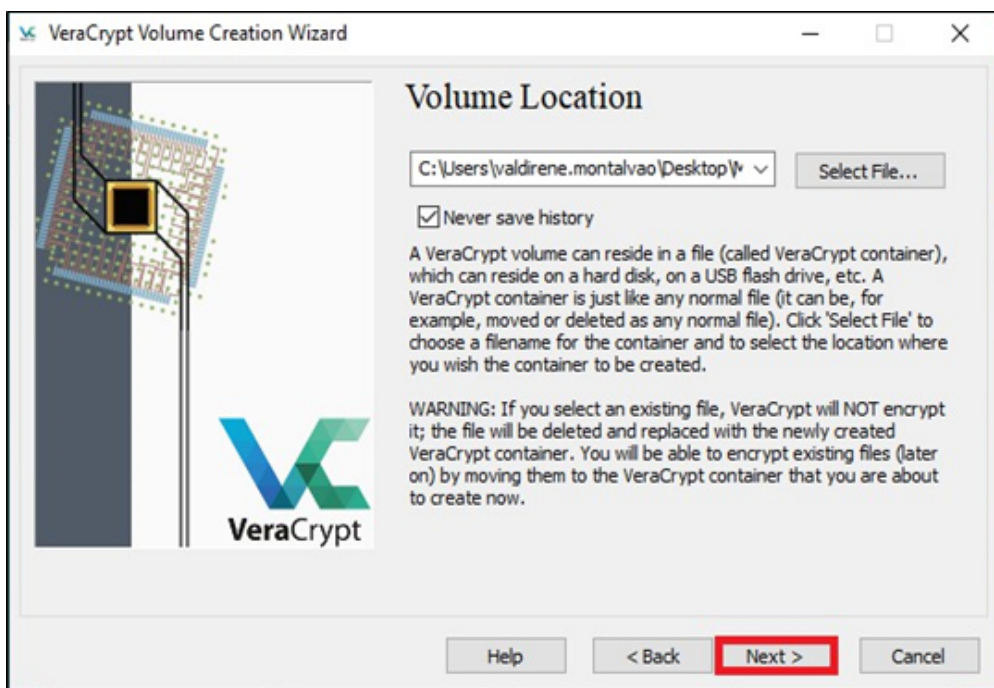 VeraCrypt Volume Creation Wizard
Volume Location
C:\Users\valdirene.montalvao\Desktop\
Select File...
Never save history
A VeraCrypt volume can reside in a file (called VeraCrypt container),
which can reside on a hard disk, on a USB flash drive, etc. A
VeraCrypt container is just like any normal file (it can be, for
example, moved or deleted as any normal file). Click 'Select File' to
choose a filename for the container and to select the location where
you wish the container to be created.
WARNING: If you select an existing file, VeraCrypt will NOT encrypt
it; the file will be deleted and replaced with the newly created
VeraCrypt container. You will be able to encrypt existing files (later
on) by moving them to the VeraCrypt container that you are about
to create now.
VeraCrypt
Help
< Back
Next >
Cancel